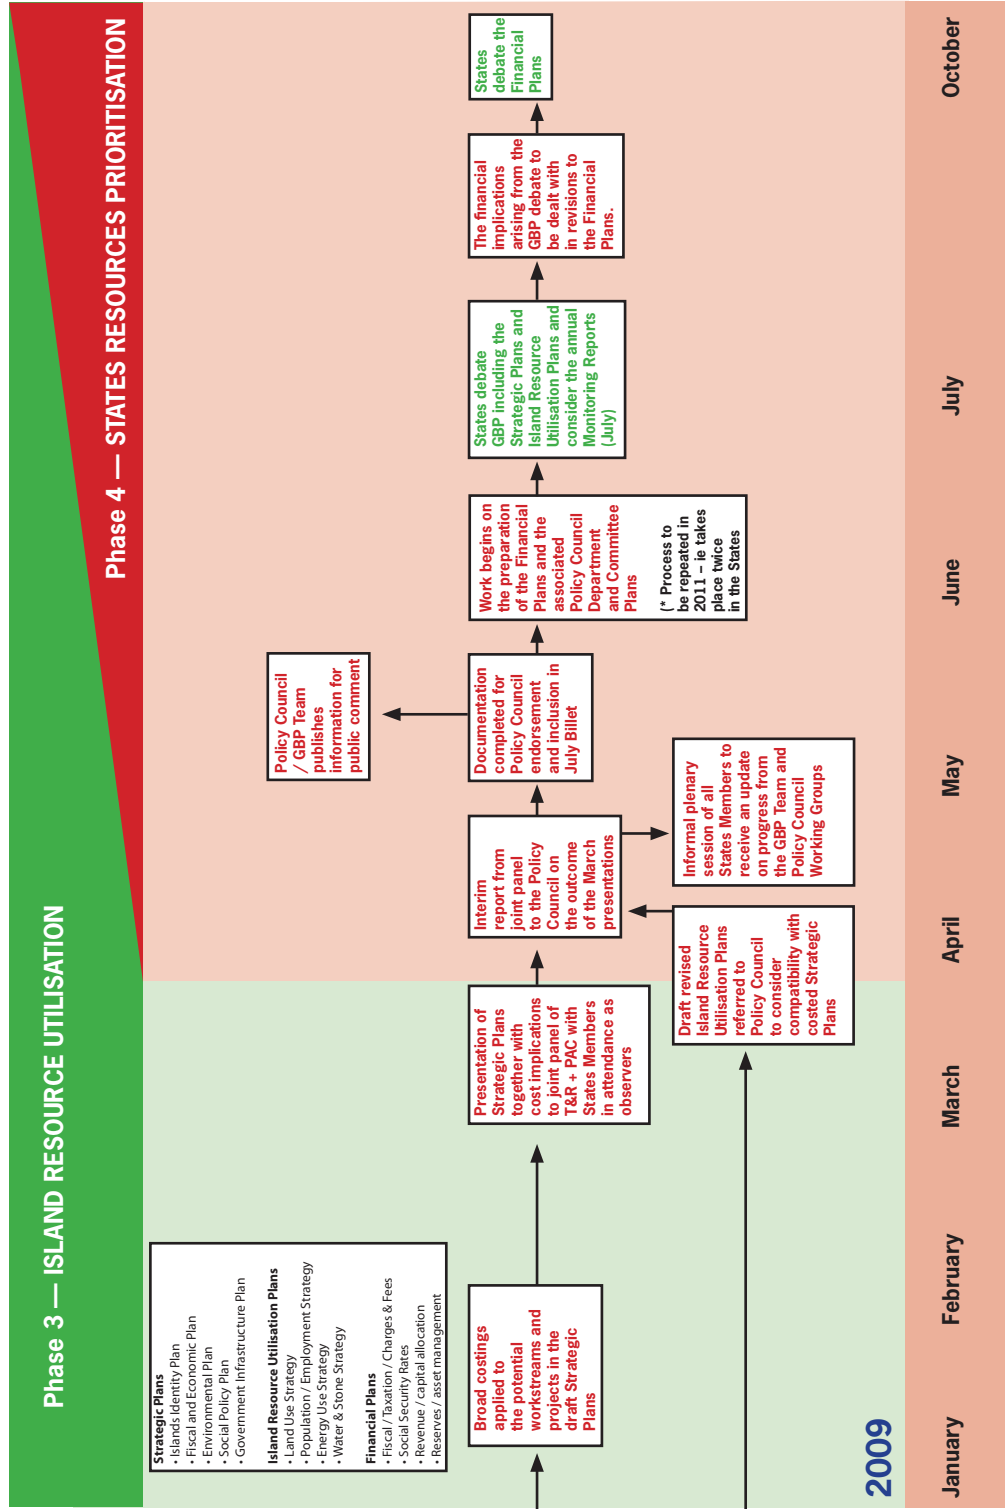 Phase 3 — ISLAND RESOURCE UTILISATION
Phase 4 — STATES RESOURCES PRIORITISATION
Strategic Plans
• Islands Identity Plan
• Fiscal and Economic Plan
• Environmental Plan
• Social Policy Plan
• Government Infrastructure Plan
Island Resource Utilisation Plans
• Land Use Strategy
• Population / Employment Strategy
• Energy Use Strategy
• Water & Stone Strategy
Financial Plans
• Fiscal / Taxation / Charges & Fees
• Social Security Rates
• Revenue / capital allocation
• Reserves / asset management
Broad costings
applied to
the potential
workstreams and
projects in the
draft Strategic
Plans
Presentation of
Strategic Plans
together with
cost implications
to joint panel of
T&R + PAC with
States Members
in attendance as
observers
Draft revised
Island Resource
Utilisation Plans
referred to
Policy Council
to consider
compatibility with
costed Strategic
Plans
Interim
report from
joint panel
to the Policy
Council on
the outcome
of the March
presentations
Informal plenary
session of all
States Members to
receive an update
on progress from
the GBP Team and
Policy Council
Working Groups
Documentation
completed for
Policy Council
endorsement
and inclusion in
July Billet
Policy Council
/ GBP Team
publishes
information for
public comment
Work begins on
the preparation
of the Financial
Plans and the
associated
Policy Council
Department
and Committee
Plans
(* Process to
be repeated in
2011 – ie takes
place twice
in the States
States debate
GBP including the
Strategic Plans and
Island Resource
Utilisation Plans and
consider the annual
Monitoring Reports
(July)
The financial
implications
arising from the
GBP debate to
be dealt with
in revisions to
the Financial
Plans.
States
debate the
Financial
Plans
2009
January
February
March
April
May
June
July
October